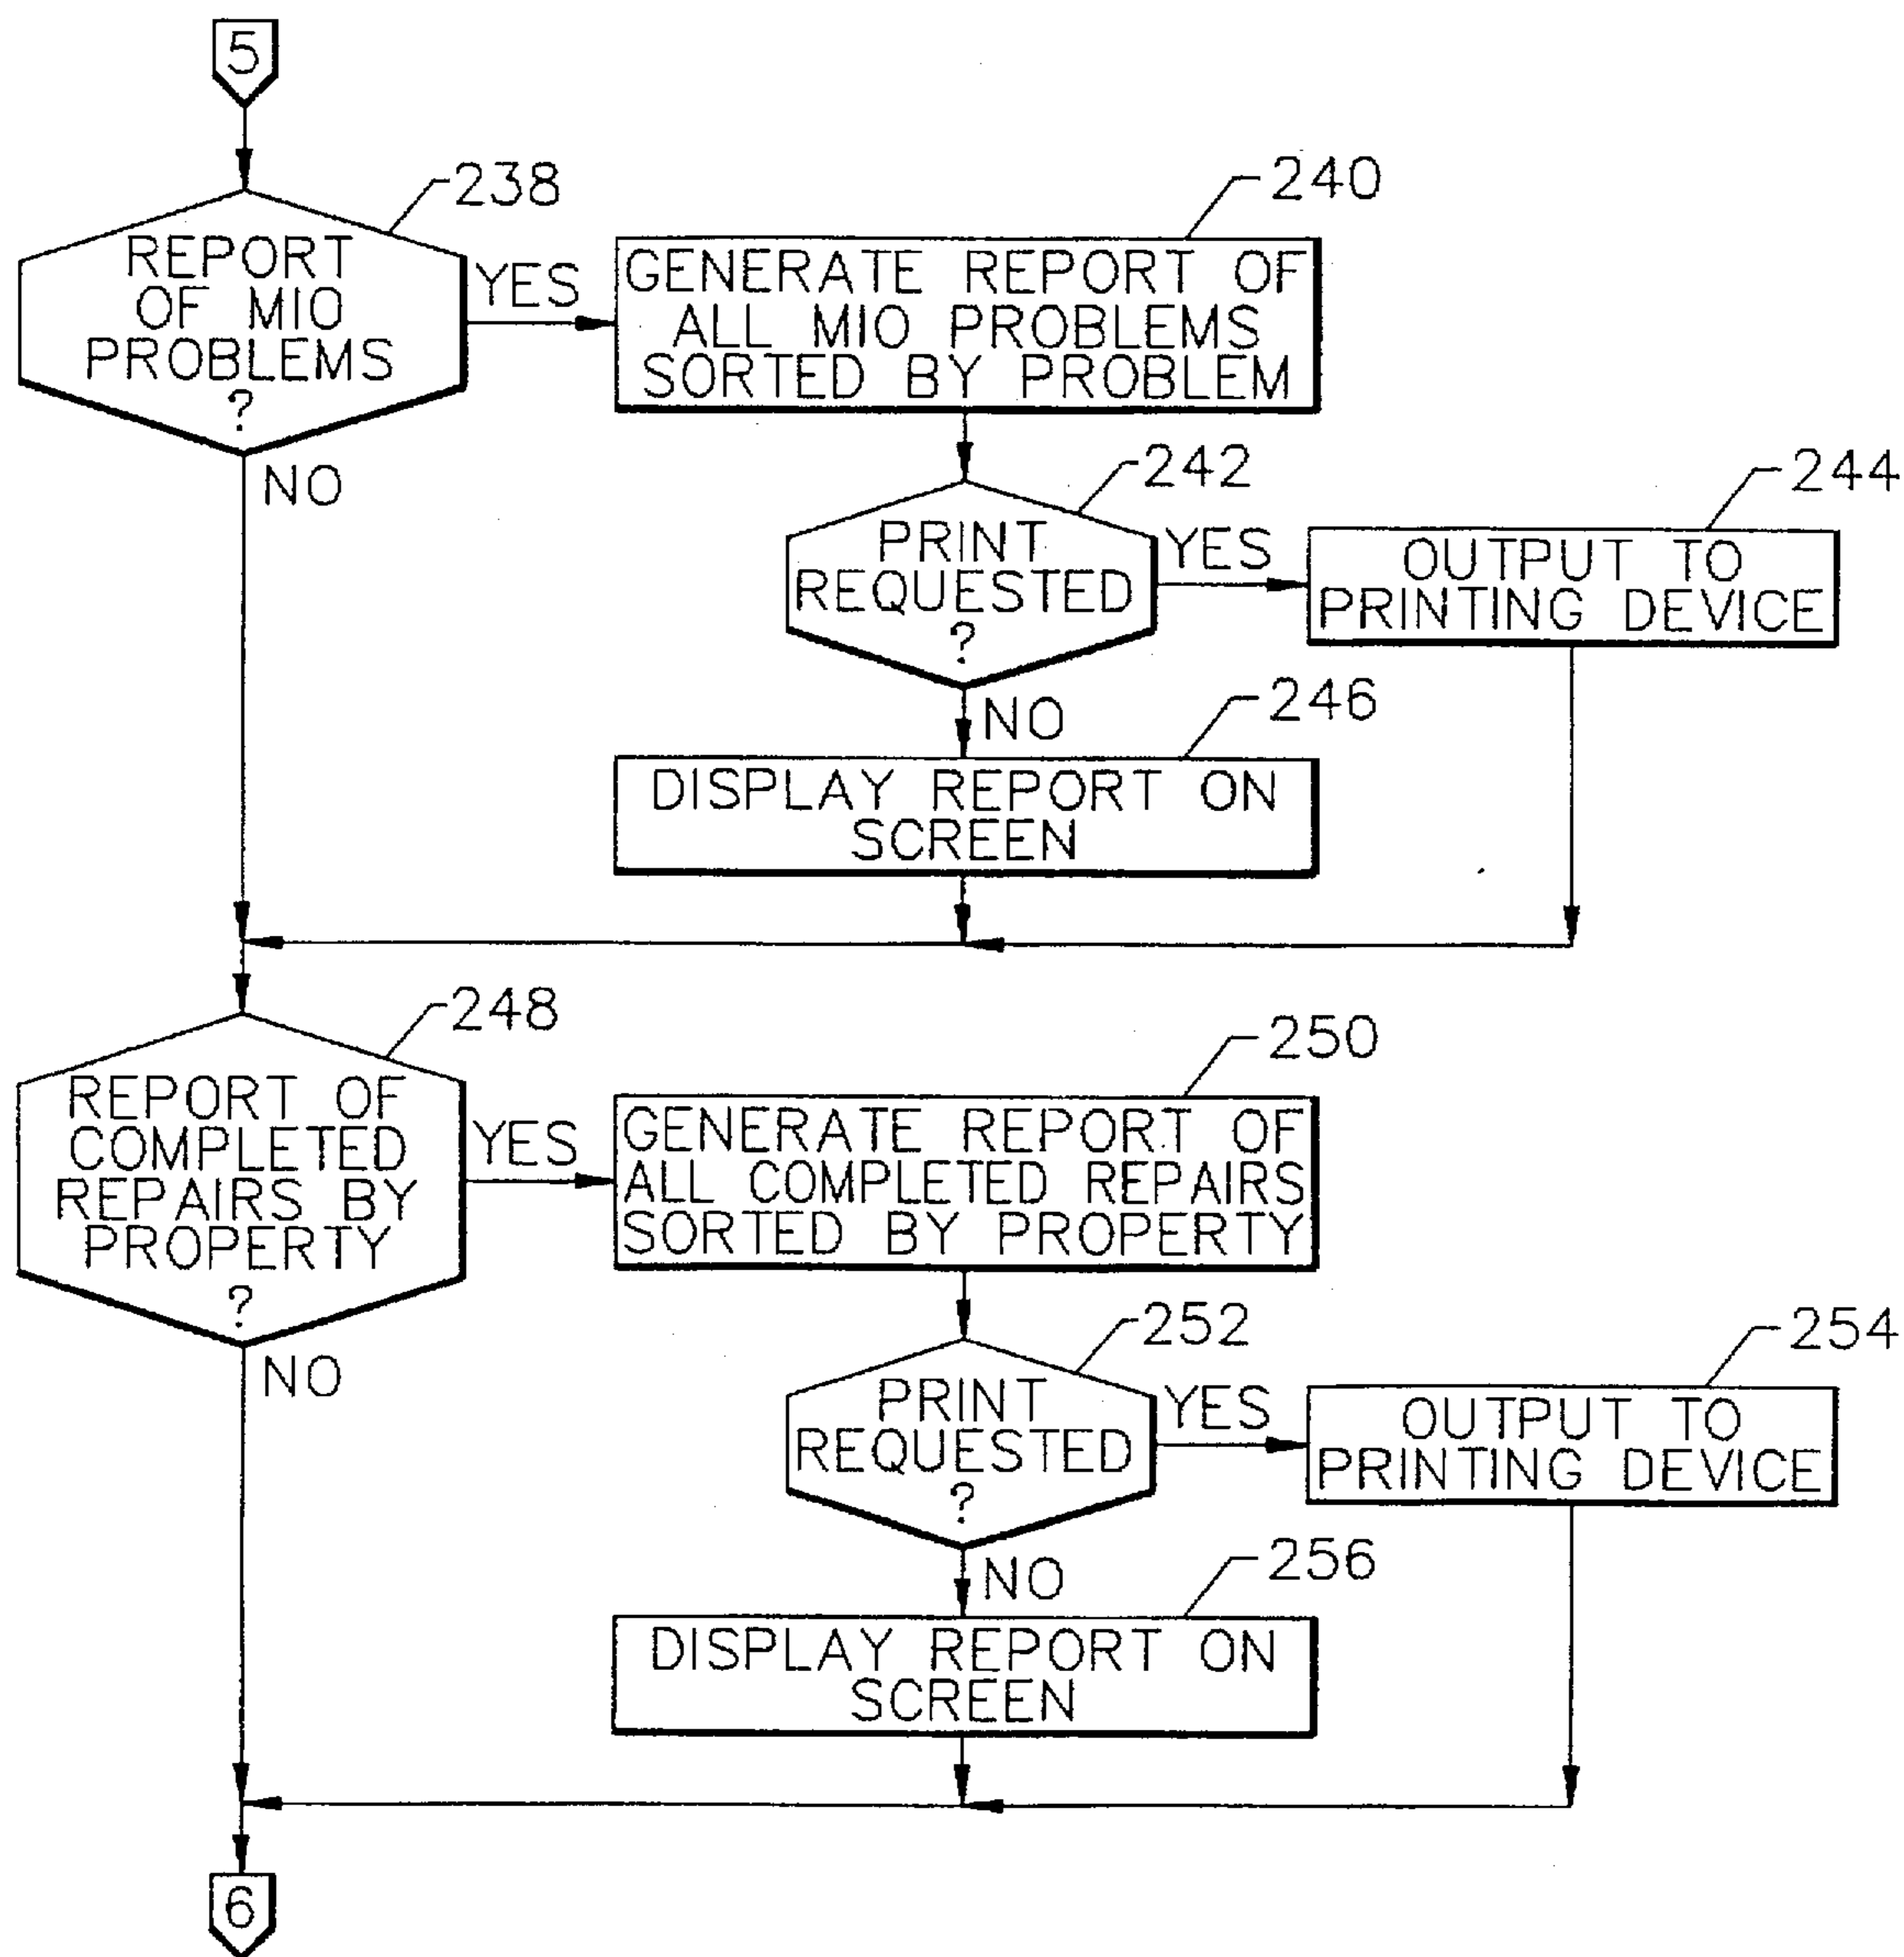 5
238
REPORT
OF MIO
PROBLEMS
?
YES
NO
240
GENERATE REPORT OF
ALL MIO PROBLEMS
SORTED BY PROBLEM
242
PRINT
REQUESTED
?
YES
NO
244
OUTPUT TO
PRINTING DEVICE
246
DISPLAY REPORT ON
SCREEN
248
REPORT OF
COMPLETED
REPAIRS BY
PROPERTY
?
YES
NO
250
GENERATE REPORT OF
ALL COMPLETED REPAIRS
SORTED BY PROPERTY
252
PRINT
REQUESTED
?
YES
NO
254
OUTPUT TO
PRINTING DEVICE
256
DISPLAY REPORT ON
SCREEN
6